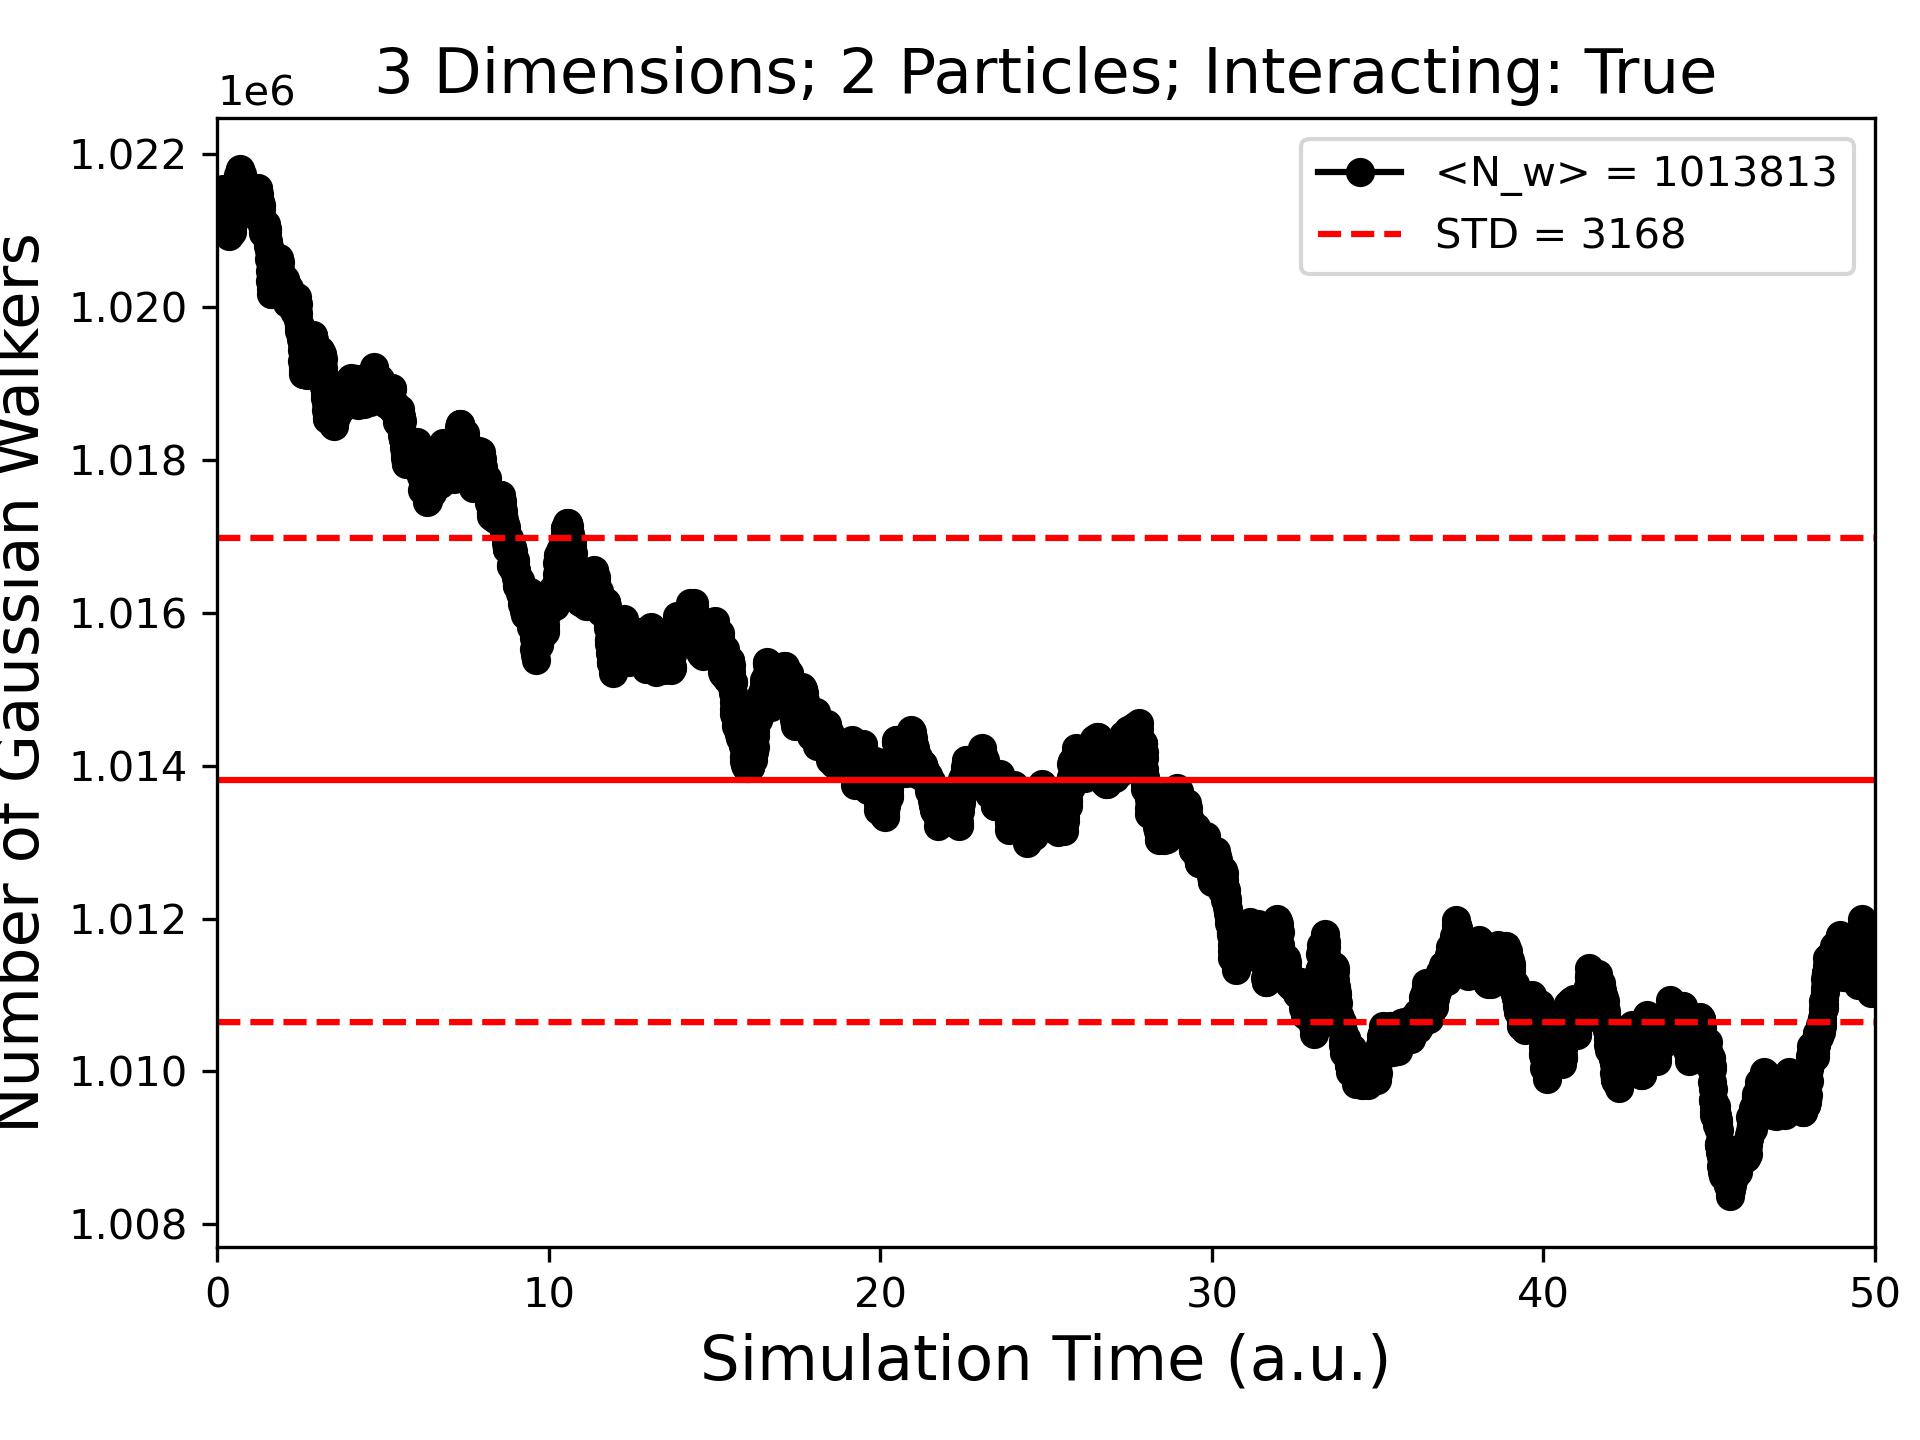 3 Dimensions; 2 Particles; Interacting: True
1e6
<N_w> = 1013813
STD = 3168
1.022
1.020
1.018
1.016
1.014
1.012
1.010
1.008
Number of Gaussian Walkers
0 10 20 30 40 50
Simulation Time (a.u.)